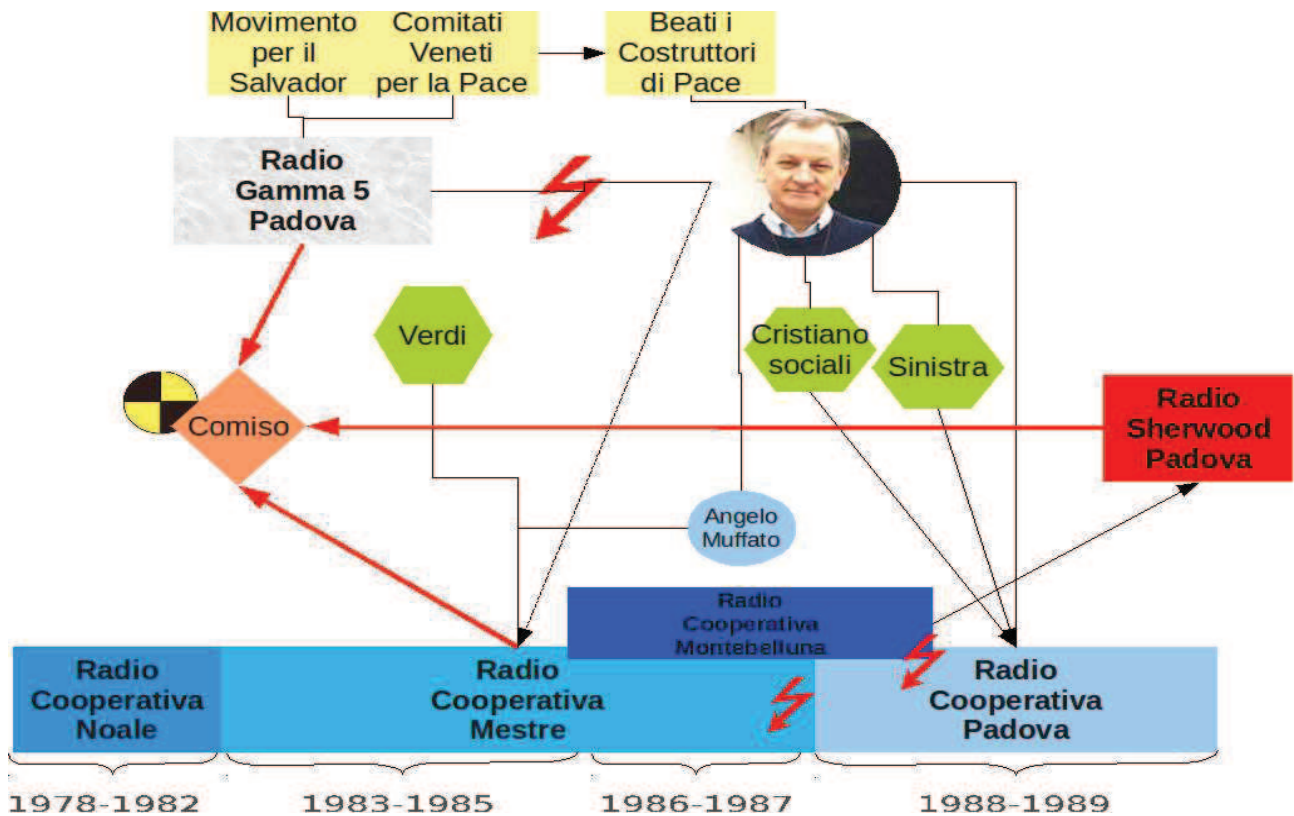 Movimento
per il
Salvador
Comitati
Veneti
per la Pace
Beati i
Costruttori
di Pace
Radio
Gamma 5
Padova
Verdi
Cristiano
sociali
Sinistra
Comiso
Radio
Sherwood
Padova
Angelo
Muffato
Radio
Cooperativa
Montebelluna
Radio
Cooperativa
Noale
Radio
Cooperativa
Mestre
Radio
Cooperativa
Padova
1978-1982
1983-1985
1986-1987
1988-1989